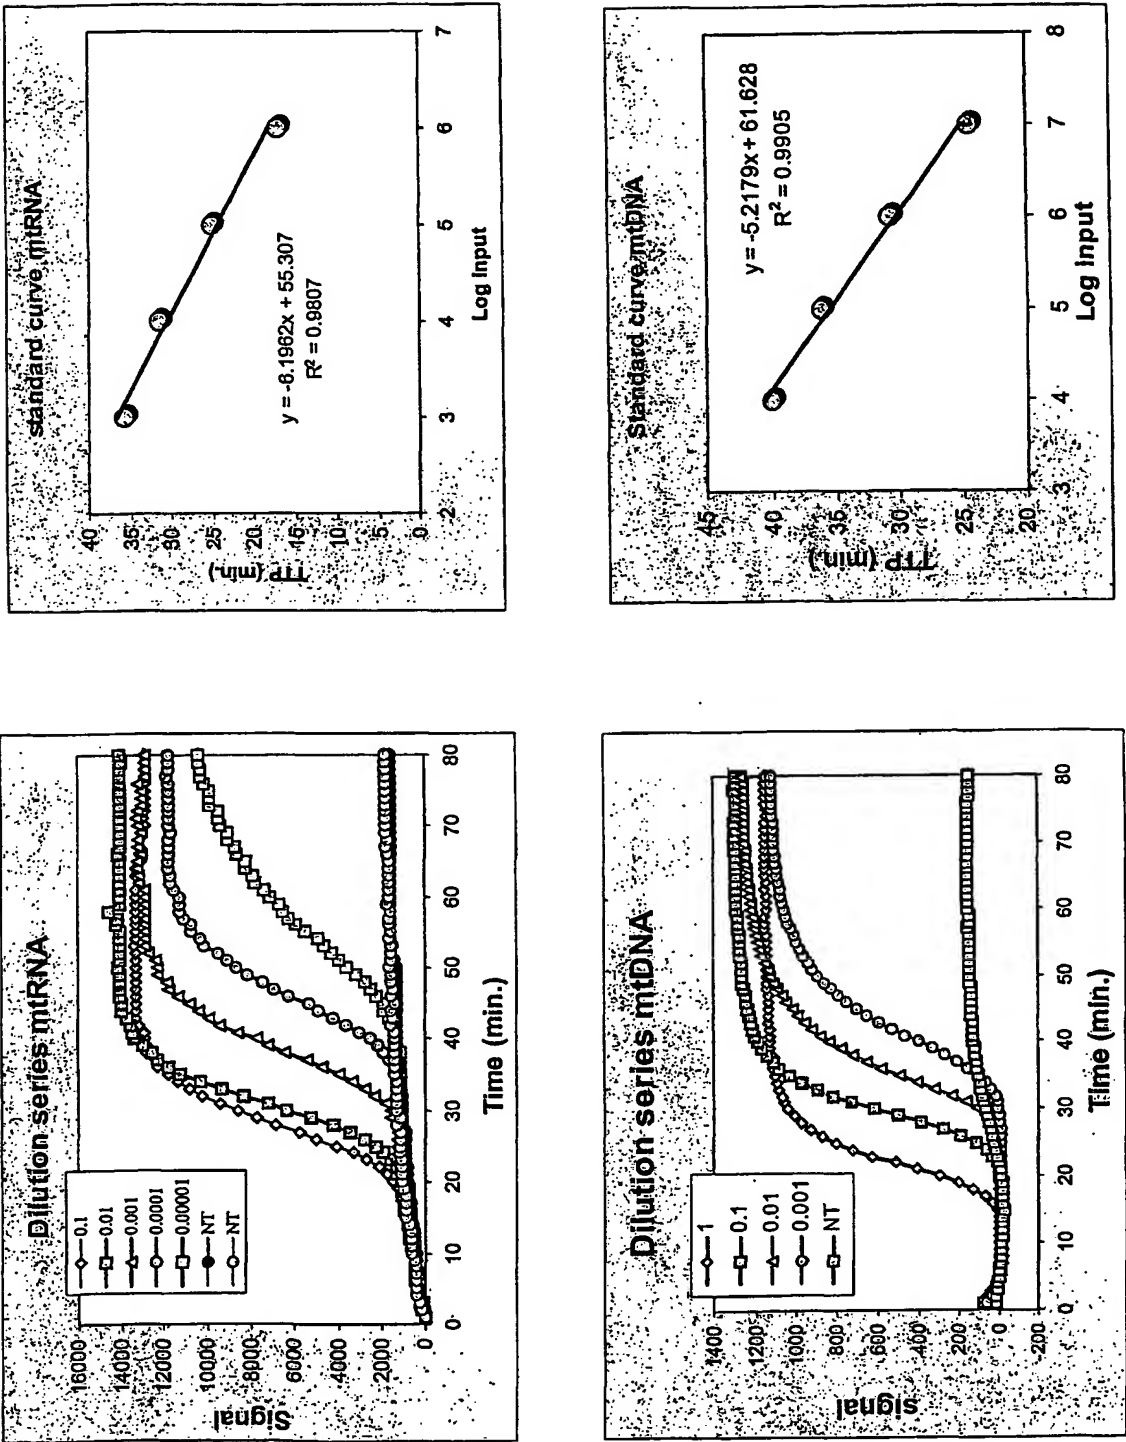 Dilution series mtRNA
Signal
16000
14000
12000
10000
8000
6000
4000
2000
0
0.1
0.01
0.001
0.0001
0.00001
NT
NT
0 10 20 30 40 50 60 70 80
Time (min.)
standard curve mtRNA
TTP (min.)
40
35
30
25
20
15
10
5
0
y = -6.1962x + 55.307
R² = 0.9807
2 3 4 5 6 7
Log Input
Dilution series mtDNA
signal
1400
1200
1000
800
600
400
200
0
200
1
0.1
0.01
0.001
NT
0 10 20 30 40 50 60 70 80
Time (min.)
Standard curve mtDNA
TTP (min.)
45
40
35
30
25
20
y = -5.2179x + 61.628
R² = 0.9905
3 4 5 6 7 8
Log Input